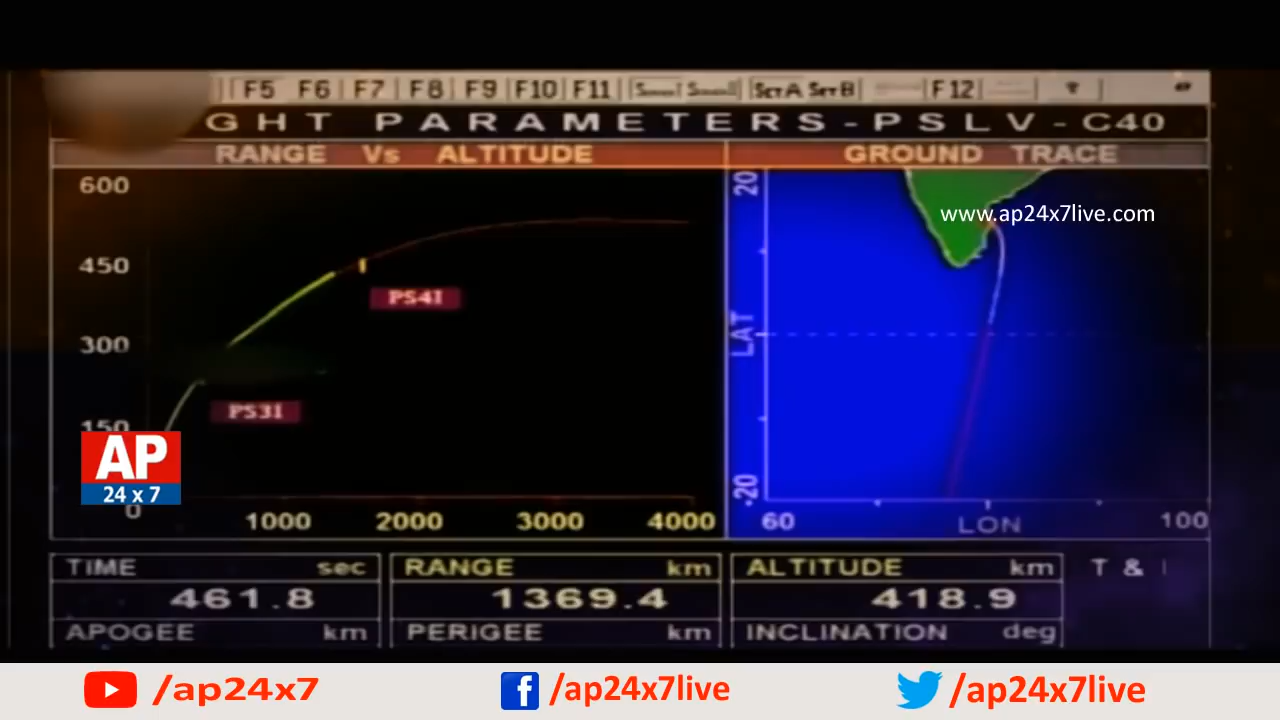 F5 F6 F7 F8 F9 F10 F11 SET A SET B F12
GHT PARAMETERS-PSLV-C40
RANGE Vs ALTITUDE
GROUND TRACE
600
450
300
150
0
PS4I
PS3I
1000 2000 3000 4000
20
LAT
-20
60 LON 100
www.ap24x7live.com
AP
24 x 7
TIME sec
461.8
RANGE km
1369.4
ALTITUDE km
418.9
T &
APOGEE km
PERIGEE km
INCLINATION deg
/ap24x7
/ap24x7live
/ap24x7live